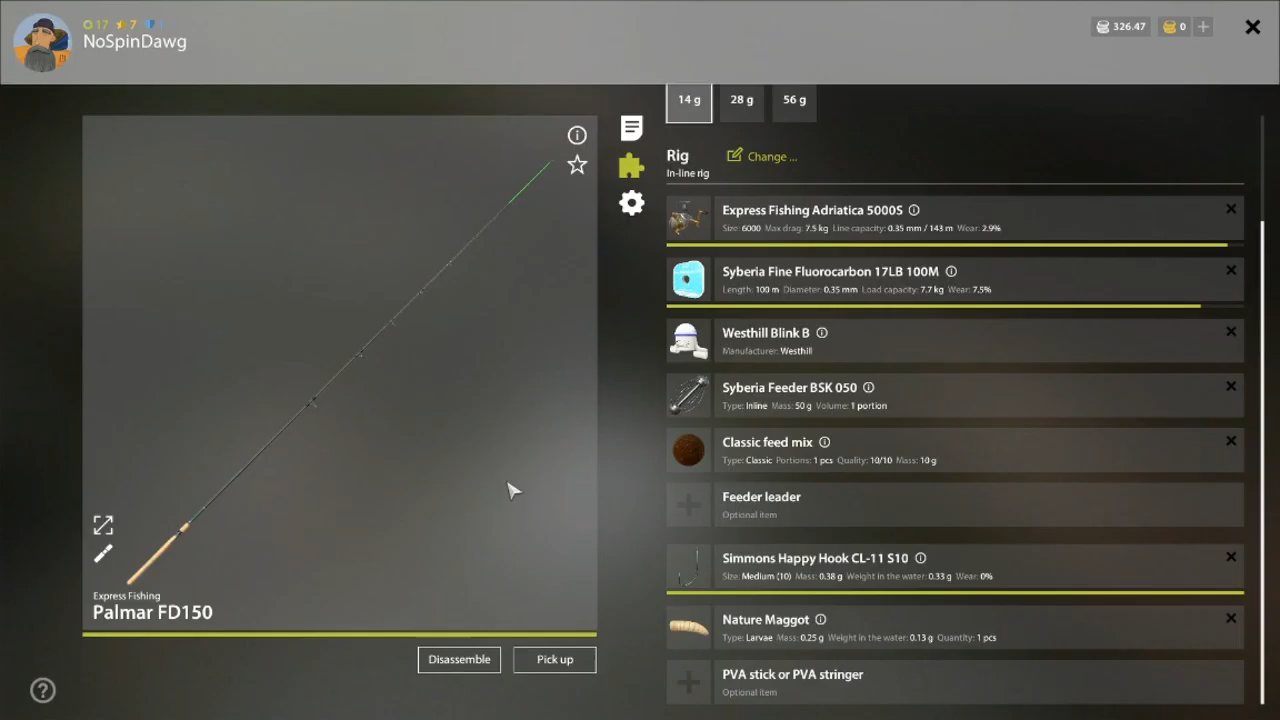 17 7
NoSpinDawg
326.47 0
14 g 28 g 56 g
Rig Change ...
In-line rig
Express Fishing Adriatica 5000S
Size: 6000 Max drag: 7.5 kg Line capacity: 0.35 mm / 143 m Wear: 2.9%
Syberia Fine Fluorocarbon 17LB 100M
Length: 100 m Diameter: 0.35 mm Load capacity: 7.7 kg Wear: 7.5%
Westhill Blink B
Manufacturer: Westhill
Syberia Feeder BSK 050
Type: Inline Mass: 50 g Volume: 1 portion
Classic feed mix
Type: Classic Portions: 1 pcs Quality: 10/10 Mass: 10 g
Feeder leader
Optional item
Simmons Happy Hook CL-11 S10
Size: Medium (10) Mass: 0.38 g Weight in the water: 0.33 g Wear: 0%
Nature Maggot
Type: Larvae Mass: 0.25 g Weight in the water: 0.13 g Quantity: 1 pcs
PVA stick or PVA stringer
Optional item
Express Fishing
Palmar FD150
Disassemble Pick up